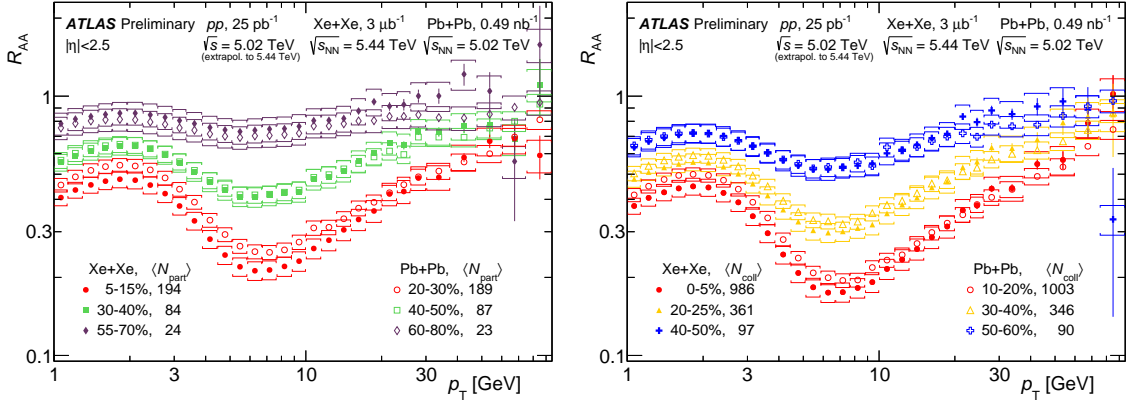 ATLAS Preliminary pp, 25 pb⁻¹ Xe+Xe, 3 μb⁻¹ Pb+Pb, 0.49 nb⁻¹
|η|<2.5 √s = 5.02 TeV √sNN = 5.44 TeV √sNN = 5.02 TeV
(extrapol. to 5.44 TeV)
RAA
1
0.3
0.1
Xe+Xe, ⟨Npart⟩ Pb+Pb, ⟨Npart⟩
5-15%, 194 20-30%, 189
30-40%, 84 40-50%, 87
55-70%, 24 60-80%, 23
1 3 10 30
pT [GeV]
ATLAS Preliminary pp, 25 pb⁻¹ Xe+Xe, 3 μb⁻¹ Pb+Pb, 0.49 nb⁻¹
|η|<2.5 √s = 5.02 TeV √sNN = 5.44 TeV √sNN = 5.02 TeV
(extrapol. to 5.44 TeV)
RAA
1
0.3
0.1
Xe+Xe, ⟨Ncoll⟩ Pb+Pb, ⟨Ncoll⟩
0-5%, 986 10-20%, 1003
20-25%, 361 30-40%, 346
40-50%, 97 50-60%, 90
1 3 10 30
pT [GeV]